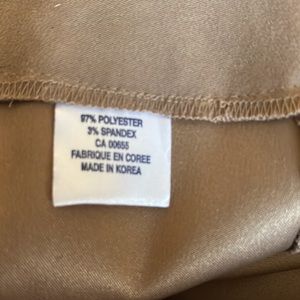 97% POLYESTER
3% SPANDEX
CA 00655
FABRIQUE EN COREE
MADE IN KOREA